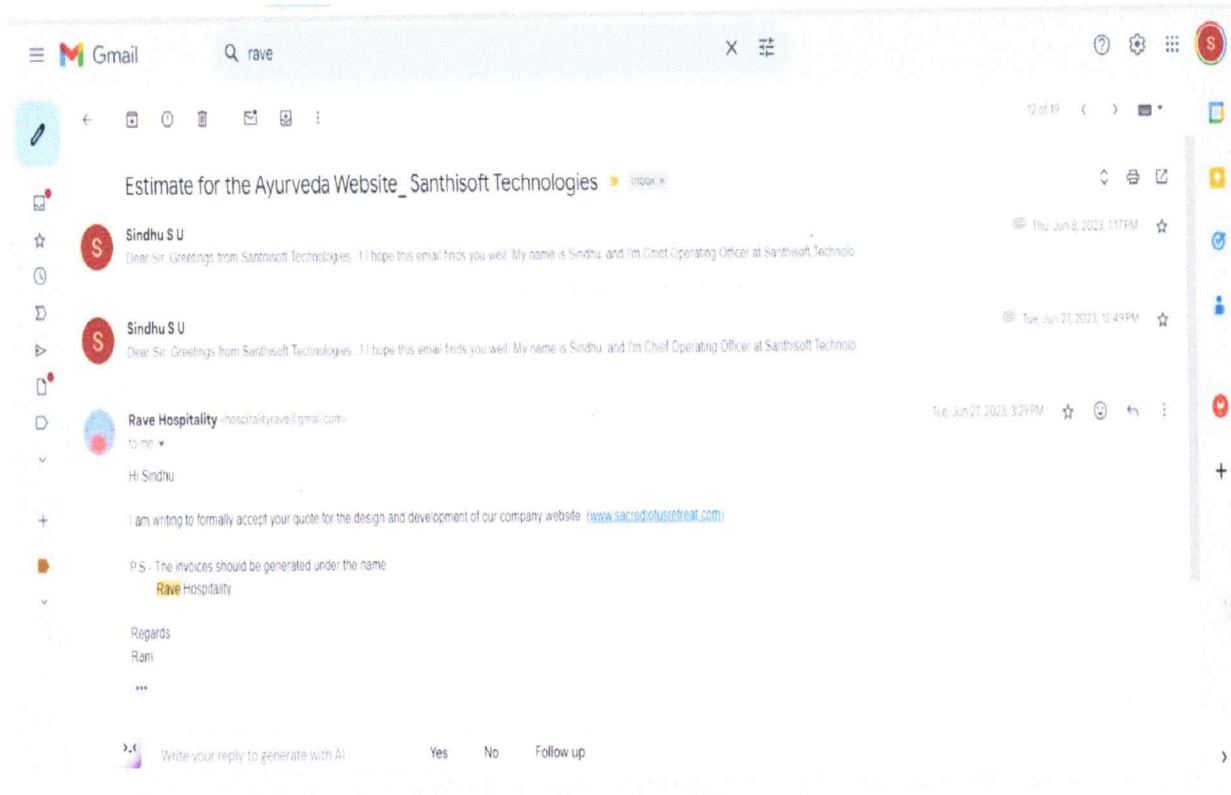 Gmail
rave
12 of 19
Estimate for the Ayurveda Website_ Santhisoft Technologies
Inbox x
Sindhu S U
Thu, Jun 8, 2023, 1:17 PM
Dear Sir, Greetings from Santhisoft Technologies...! I hope this email finds you well. My name is Sindhu, and I'm Chief Operating Officer at Santhisoft Technolo
Sindhu S U
Tue, Jun 27, 2023, 12:49 PM
Dear Sir, Greetings from Santhisoft Technologies...! I hope this email finds you well. My name is Sindhu, and I'm Chief Operating Officer at Santhisoft Technolo
Rave Hospitality <hospitalityrave@gmail.com>
Tue, Jun 27, 2023, 3:29 PM
to me
Hi Sindhu
I am writing to formally accept your quote for the design and development of our company website (www.sacredlotusretreat.com)
P.S - The invoices should be generated under the name
Rave Hospitality
Regards
Ram
Write your reply to generate with AI
Yes No Follow up
S
S
S